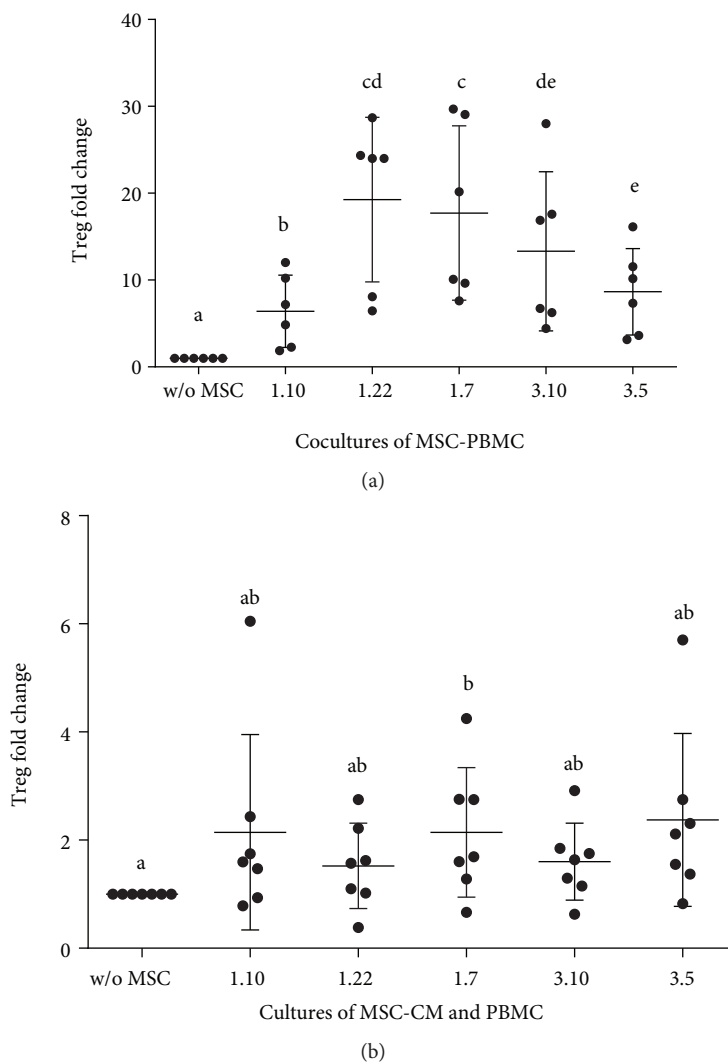 40
30
20
10
0
Treg fold change
a
b
cd
c
de
e
w/o MSC 1.10 1.22 1.7 3.10 3.5
Cocultures of MSC-PBMC
(a)
8
6
4
2
0
Treg fold change
a
ab
ab
b
ab
ab
w/o MSC 1.10 1.22 1.7 3.10 3.5
Cultures of MSC-CM and PBMC
(b)